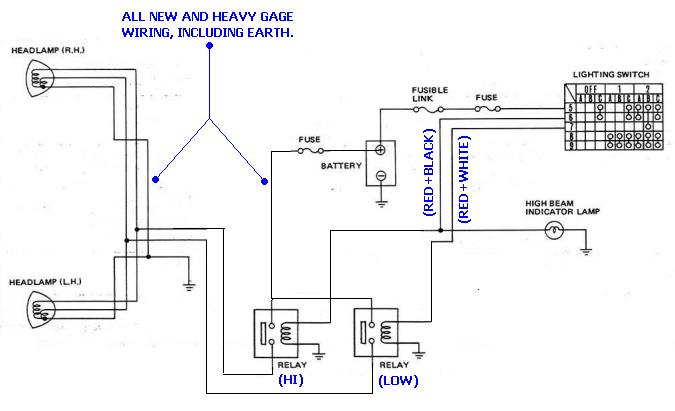 ALL NEW AND HEAVY GAGE
WIRING, INCLUDING EARTH.
HEADLAMP (R.H.)
LIGHTING SWITCH
FUSIBLE
LINK
FUSE
OFF 1 2
A B C A B C A B C
5
6
7
8
9
FUSE
BATTERY
(RED+BLACK)
(RED+WHITE)
HIGH BEAM
INDICATOR LAMP
HEADLAMP (L.H.)
RELAY
(HI)
RELAY
(LOW)